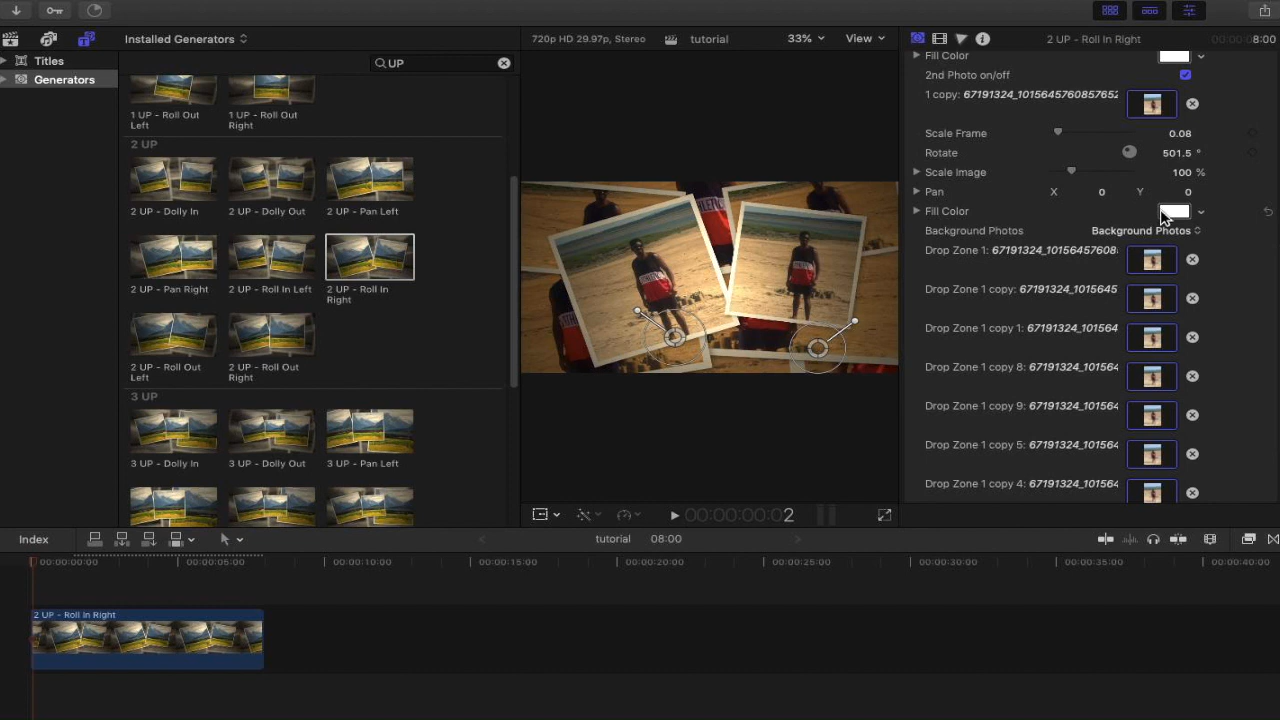 Installed Generators
720p HD 29.97p, Stereo
tutorial
33%
View
2 UP - Roll In Right
00:00:08:00
Titles
Generators
UP
1 UP - Roll Out
Left
1 UP - Roll Out
Right
2 UP
2 UP - Dolly In
2 UP - Dolly Out
2 UP - Pan Left
2 UP - Pan Right
2 UP - Roll In Left
2 UP - Roll In
Right
2 UP - Roll Out
Left
2 UP - Roll Out
Right
3 UP
3 UP - Dolly In
3 UP - Dolly Out
3 UP - Pan Left
Fill Color
2nd Photo on/off
1 copy: 67191324_1015645760857652
Scale Frame 0.08
Rotate 501.5 °
Scale Image 100 %
Pan X 0 Y 0
Fill Color
Background Photos Background Photos
Drop Zone 1: 67191324_10156457608
Drop Zone 1 copy: 67191324_1015645
Drop Zone 1 copy 1: 67191324_101564
Drop Zone 1 copy 8: 67191324_101564
Drop Zone 1 copy 9: 67191324_101564
Drop Zone 1 copy 5: 67191324_101564
Drop Zone 1 copy 4: 67191324_101564
00:00:00:02
Index
tutorial 08:00
00:00:00:00 00:00:05:00 00:00:10:00 00:00:15:00 00:00:20:00 00:00:25:00 00:00:30:00 00:00:35:00 00:00:40:00
2 UP - Roll In Right